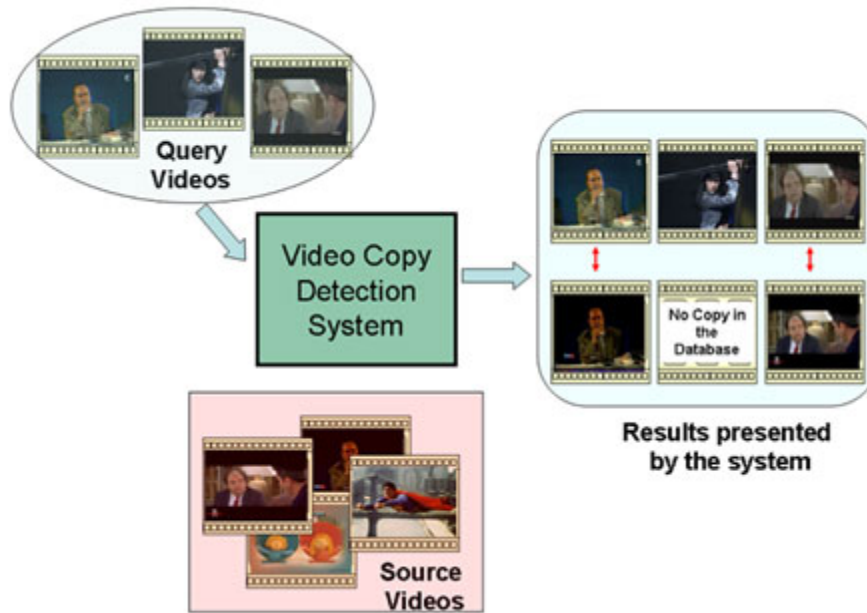 Query
Videos
Video Copy
Detection
System
No Copy in
the
Database
Results presented
by the system
Source
Videos